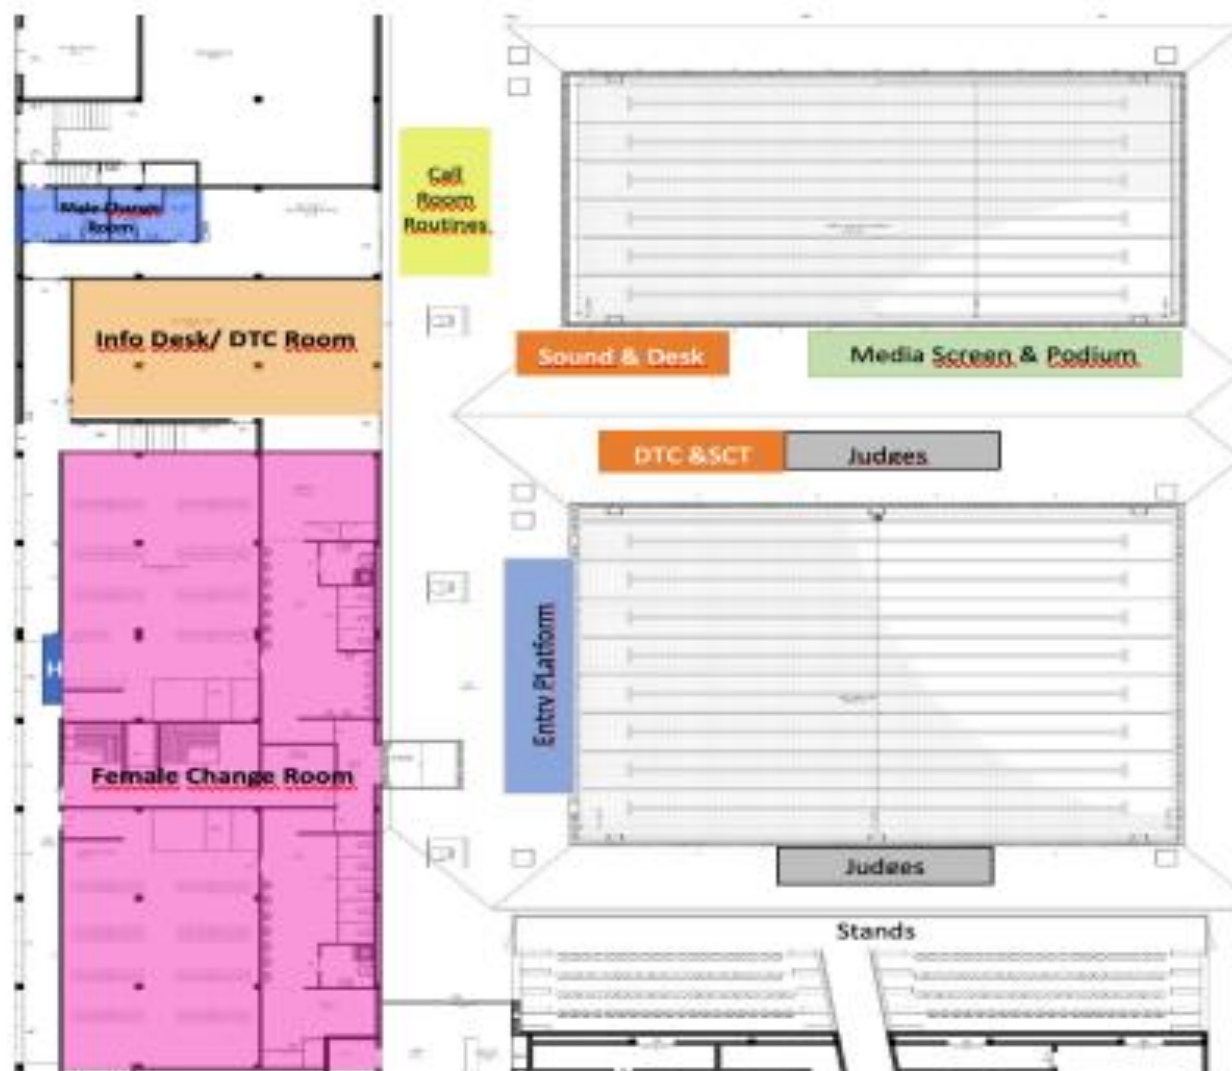 Call
Room
Routines
Male Change
Room
Info Desk/ DTC Room
Sound & Desk
Media Screen & Podium
DTC &SCT
Judges
H
Entry PLatform
Female Change Room
Judges
Stands